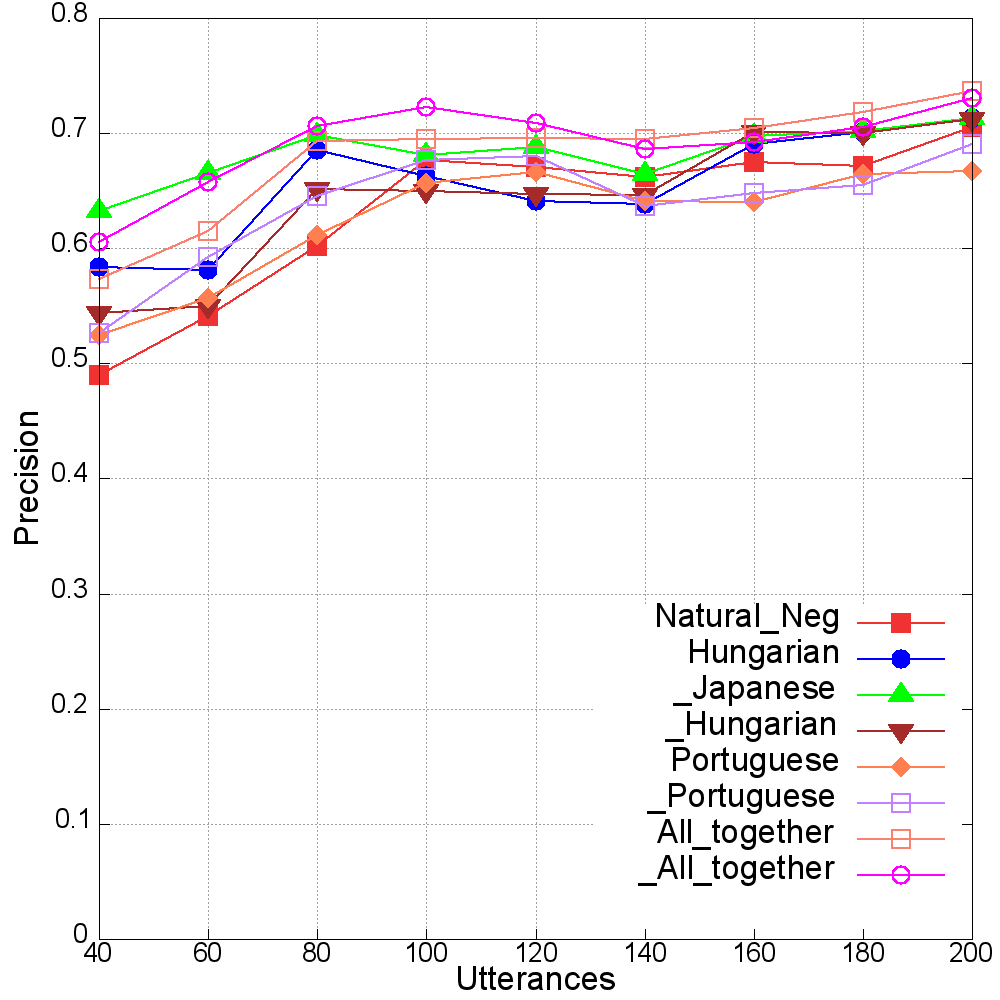 0.8
0.7
0.6
0.5
0.4
0.3
0.2
0.1
0
Precision
Natural_Neg
Hungarian
_Japanese
_Hungarian
Portuguese
_Portuguese
All_together
_All_together
40 60 80 100 120 140 160 180 200
Utterances